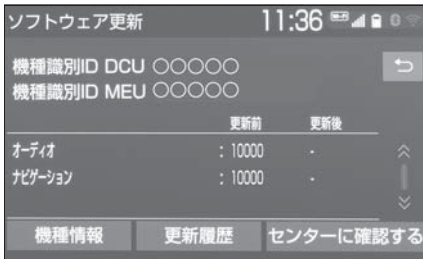 ソフトウェア更新 11:36
機種識別ID DCU ○○○○○
機種識別ID MEU ○○○○○
更新前 更新後
オーディオ : 10000 -
ナビゲーション : 10000 -
機種情報 更新履歴 センターに確認する